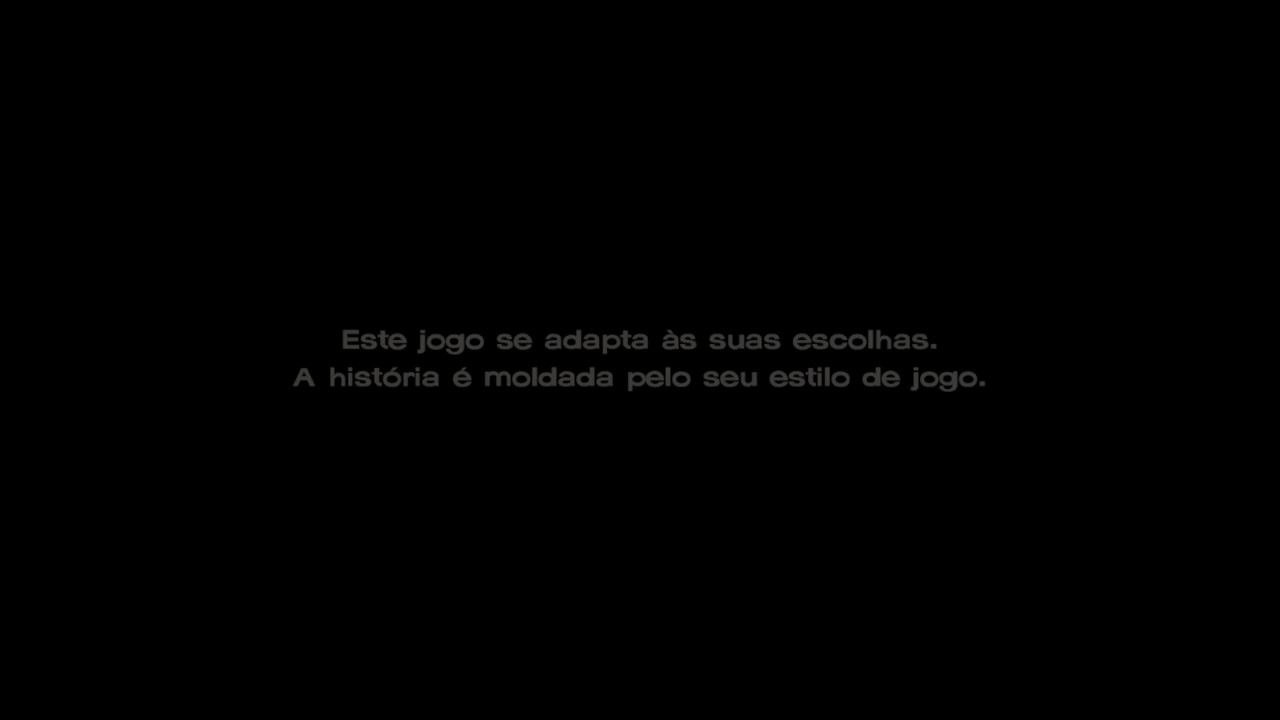 Este jogo se adapta às suas escolhas.
A história é moldada pelo seu estilo de jogo.